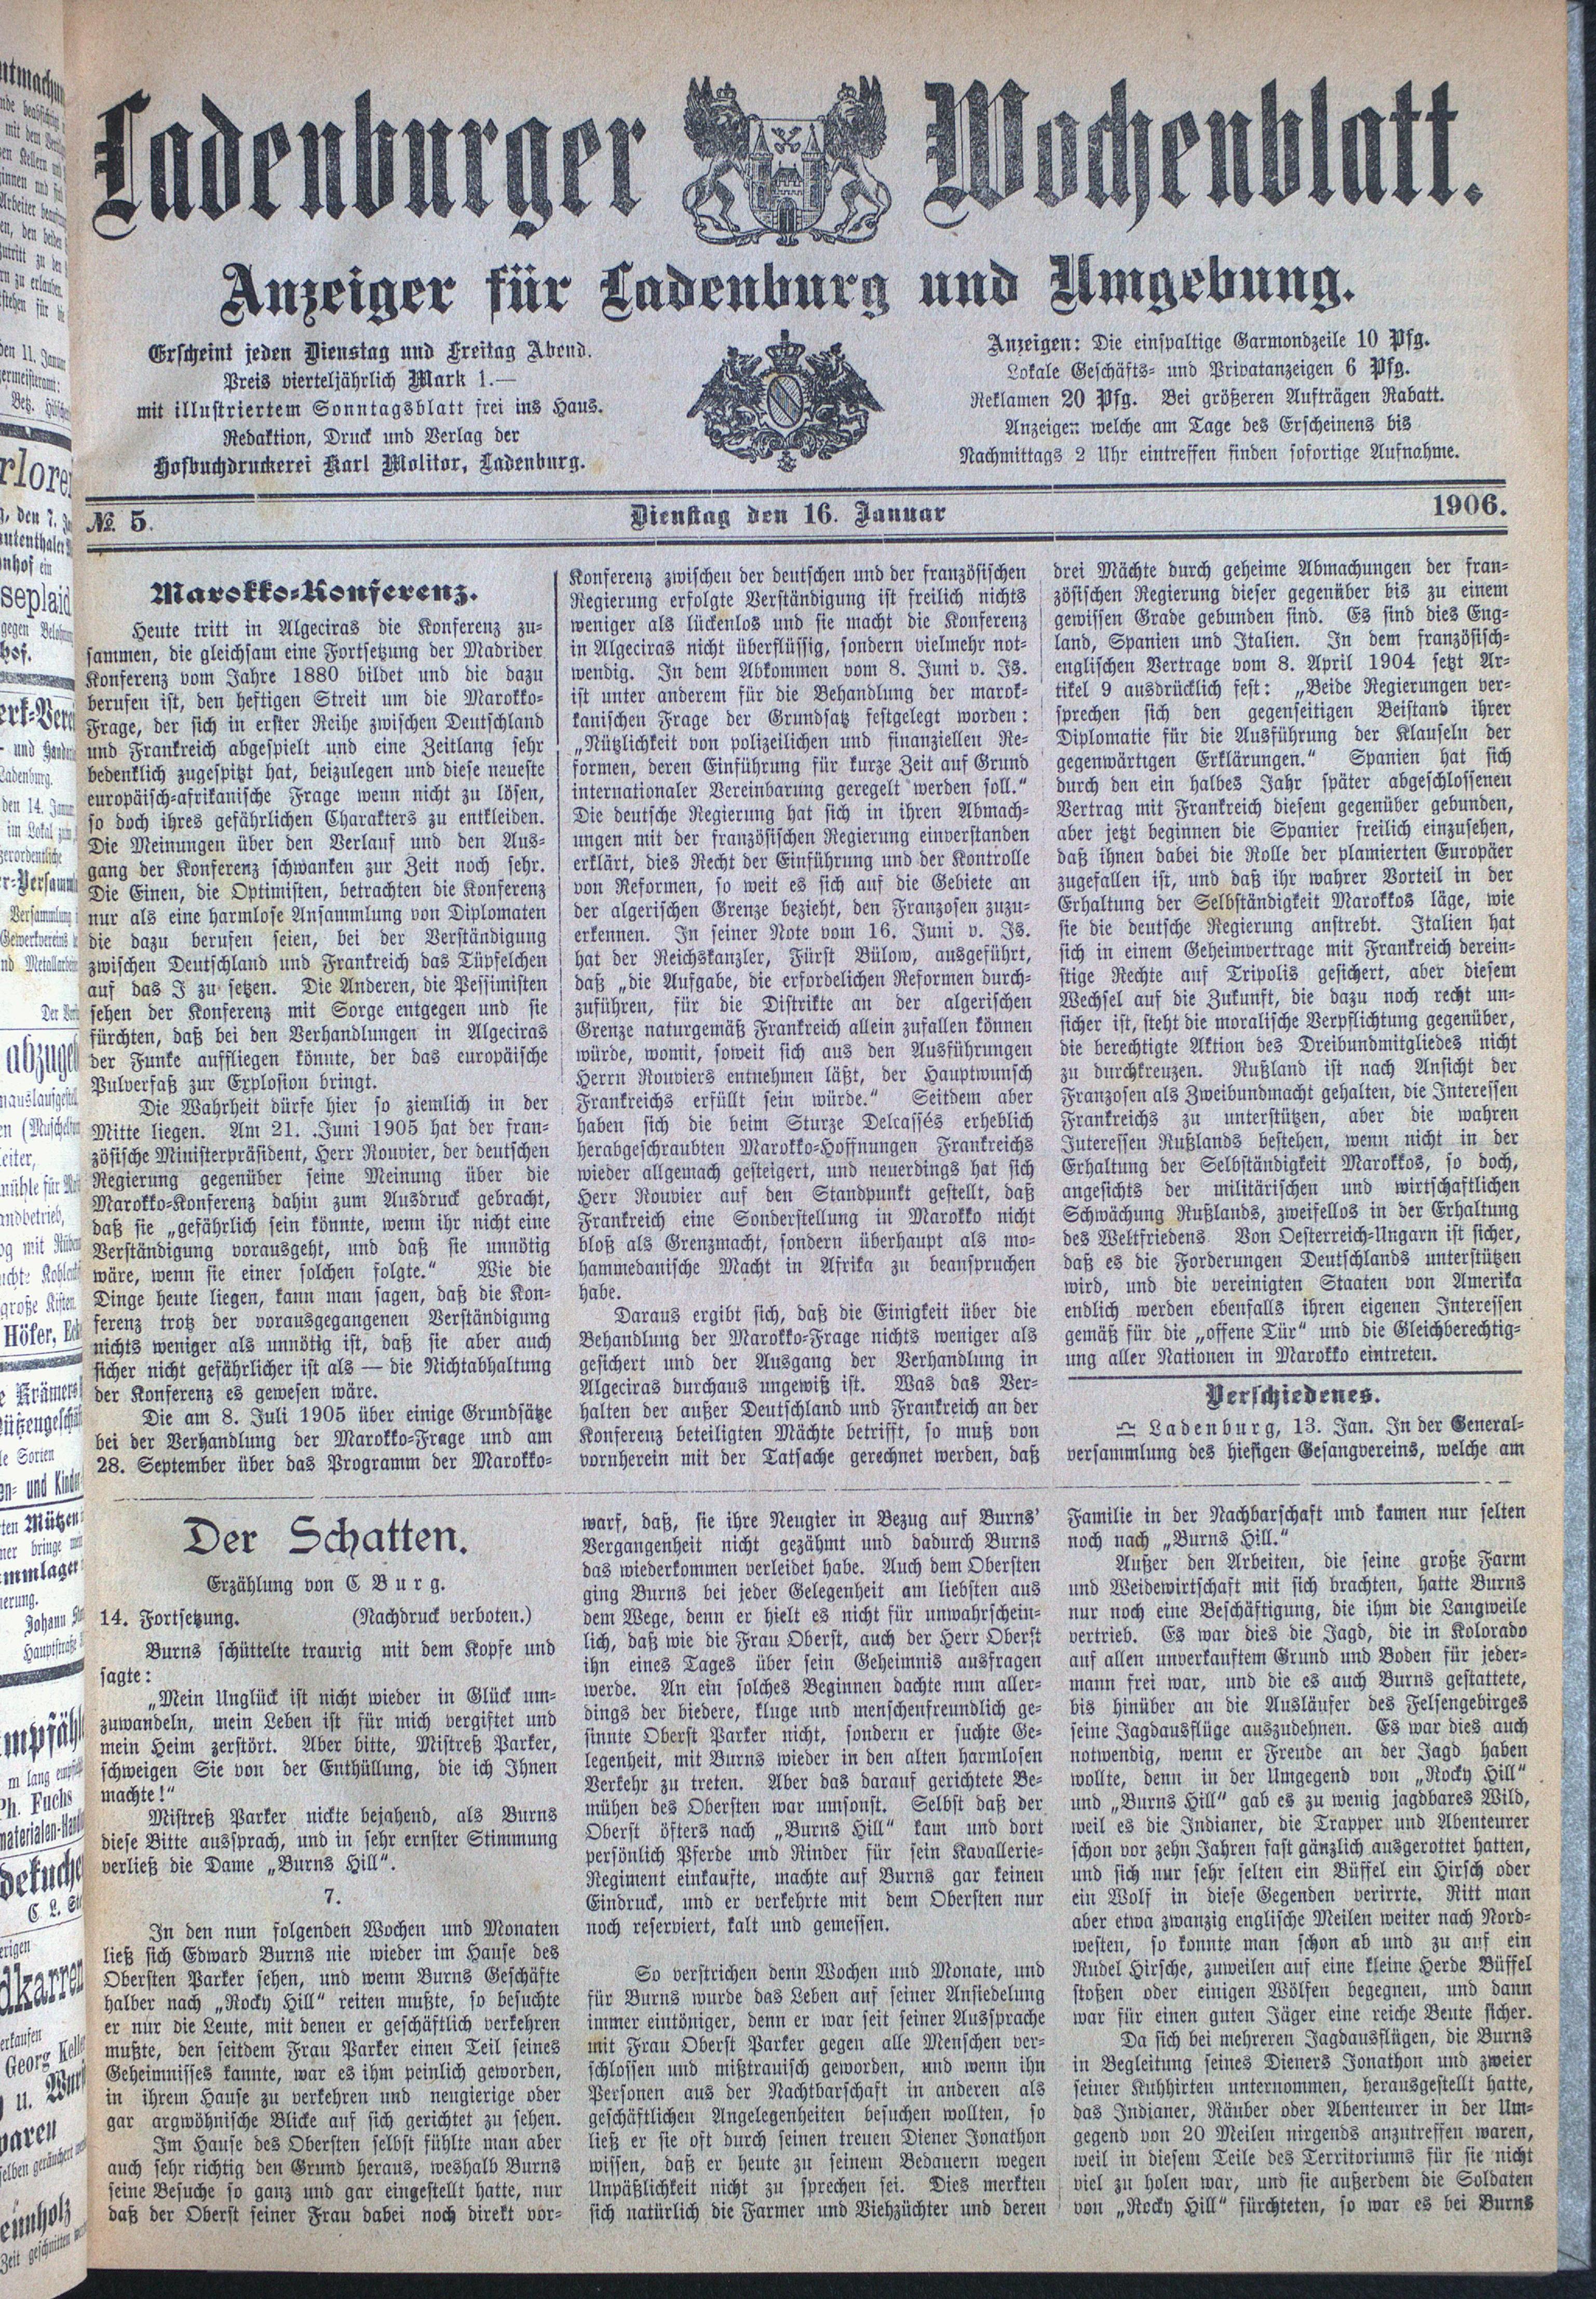 Ladenburger Wochenblatt.
Anzeiger für Ladenburg und Umgebung.
Erscheint jeden Dienstag und Freitag Abend.
Preis vierteljährlich Mark 1.—
mit illustriertem Sonntagsblatt frei ins Haus.
Redaktion, Druck und Verlag der
Hofbuchdruckerei Karl Molitor, Ladenburg.
Anzeigen: Die einspaltige Garmondzeile 10 Pfg.
Lokale Geschäfts- und Privatanzeigen 6 Pfg.
Reklamen 20 Pfg. Bei größeren Aufträgen Rabatt.
Anzeigen welche am Tage des Erscheinens bis
Nachmittags 2 Uhr eintreffen finden sofortige Aufnahme.
№ 5. Dienstag den 16. Januar 1906.
Marokko-Konferenz.
Heute tritt in Algeciras die Konferenz zu-
sammen, die gleichsam eine Fortsetzung der Madrider
Konferenz vom Jahre 1880 bildet und die dazu
berufen ist, den heftigen Streit um die Marokko-
Frage, der sich in erster Reihe zwischen Deutschland
und Frankreich abgespielt und eine Zeitlang sehr
bedenklich zugespitzt hat, beizulegen und diese neueste
europäisch-afrikanische Frage wenn nicht zu lösen,
so doch ihres gefährlichen Charakters zu entkleiden.
Die Meinungen über den Verlauf und den Aus-
gang der Konferenz schwanken zur Zeit noch sehr.
Die Einen, die Optimisten, betrachten die Konferenz
nur als eine harmlose Ansammlung von Diplomaten
die dazu berufen seien, bei der Verständigung
zwischen Deutschland und Frankreich das Tüpfelchen
auf das J zu setzen. Die Anderen, die Pessimisten
sehen der Konferenz mit Sorge entgegen und sie
fürchten, daß bei den Verhandlungen in Algeciras
der Funke auffliegen könnte, der das europäische
Pulverfaß zur Explosion bringt.
Die Wahrheit dürfe hier so ziemlich in der
Mitte liegen. Am 21. .Juni 1905 hat der fran-
zösische Ministerpräsident, Herr Rouvier, der deutschen
Regierung gegenüber seine Meinung über die
Marokko-Konferenz dahin zum Ausdruck gebracht,
daß sie „gefährlich sein könnte, wenn ihr nicht eine
Verständigung vorausgeht, und daß sie unnötig
wäre, wenn sie einer solchen folgte.“ Wie die
Dinge heute liegen, kann man sagen, daß die Kon-
ferenz trotz der vorausgegangenen Verständigung
nichts weniger als unnötig ist, daß sie aber auch
sicher nicht gefährlicher ist als — die Nichtabhaltung
der Konferenz es gewesen wäre.
Die am 8. Juli 1905 über einige Grundsätze
bei der Verhandlung der Marokko-Frage und am
28. September über das Programm der Marokko-
Konferenz zwischen der deutschen und der französischen
Regierung erfolgte Verständigung ist freilich nichts
weniger als lückenlos und sie macht die Konferenz
in Algeciras nicht überflüssig, sondern vielmehr not-
wendig. In dem Abkommen vom 8. Juni v. Js.
ist unter anderem für die Behandlung der marok-
kanischen Frage der Grundsatz festgelegt worden:
„Nützlichkeit von polizeilichen und finanziellen Re-
formen, deren Einführung für kurze Zeit auf Grund
internationaler Vereinbarung geregelt werden soll.“
Die deutsche Regierung hat sich in ihren Abmach-
ungen mit der französischen Regierung einverstanden
erklärt, dies Recht der Einführung und der Kontrolle
von Reformen, so weit es sich auf die Gebiete an
der algerischen Grenze bezieht, den Franzosen zuzu-
erkennen. In seiner Note vom 16. Juni v. Js.
hat der Reichskanzler, Fürst Bülow, ausgeführt,
daß „die Aufgabe, die erfordelichen Reformen durch-
zuführen, für die Distrikte an der algerischen
Grenze naturgemäß Frankreich allein zufallen können
würde, womit, soweit sich aus den Ausführungen
Herrn Rouviers entnehmen läßt, der Hauptwunsch
Frankreichs erfüllt sein würde.“ Seitdem aber
haben sich die beim Sturze Delcassés erheblich
herabgeschraubten Marokko-Hoffnungen Frankreichs
wieder allgemach gesteigert, und neuerdings hat sich
Herr Rouvier auf den Standpunkt gestellt, daß
Frankreich eine Sonderstellung in Marokko nicht
bloß als Grenzmacht, sondern überhaupt als mo-
hammedanische Macht in Afrika zu beanspruchen
habe.
Daraus ergibt sich, daß die Einigkeit über die
Behandlung der Marokko-Frage nichts weniger als
gesichert und der Ausgang der Verhandlung in
Algeciras durchaus ungewiß ist. Was das Ver-
halten der außer Deutschland und Frankreich an der
Konferenz beteiligten Mächte betrifft, so muß von
vornherein mit der Tatsache gerechnet werden, daß
drei Mächte durch geheime Abmachungen der fran-
zösischen Regierung dieser gegenüber bis zu einem
gewissen Grade gebunden sind. Es sind dies Eng-
land, Spanien und Italien. In dem französisch-
englischen Vertrage vom 8. April 1904 setzt Ar-
tikel 9 ausdrücklich fest: „Beide Regierungen ver-
sprechen sich den gegenseitigen Beistand ihrer
Diplomatie für die Ausführung der Klauseln der
gegenwärtigen Erklärungen.“ Spanien hat sich
durch den ein halbes Jahr später abgeschlossenen
Vertrag mit Frankreich diesem gegenüber gebunden,
aber jetzt beginnen die Spanier freilich einzusehen,
daß ihnen dabei die Rolle der plamierten Europäer
zugefallen ist, und daß ihr wahrer Vorteil in der
Erhaltung der Selbständigkeit Marokkos läge, wie
sie die deutsche Regierung anstrebt. Italien hat
sich in einem Geheimvertrage mit Frankreich derein-
stige Rechte auf Tripolis gesichert, aber diesem
Wechsel auf die Zukunft, die dazu noch recht un-
sicher ist, steht die moralische Verpflichtung gegenüber,
die berechtigte Aktion des Dreibundmitgliedes nicht
zu durchkreuzen. Rußland ist nach Ansicht der
Franzosen als Zweibundmacht gehalten, die Interessen
Frankreichs zu unterstützen, aber die wahren
Interessen Rußlands bestehen, wenn nicht in der
Erhaltung der Selbständigkeit Marokkos, so doch,
angesichts der militärischen und wirtschaftlichen
Schwächung Rußlands, zweifellos in der Erhaltung
des Weltfriedens Von Oesterreich-Ungarn ist sicher,
daß es die Forderungen Deutschlands unterstützen
wird, und die vereinigten Staaten von Amerika
endlich werden ebenfalls ihren eigenen Interessen
gemäß für die „offene Tür“ und die Gleichberechtig-
ung aller Nationen in Marokko eintreten.
Verschiedenes.
Ladenburg, 13. Jan. In der General-
versammlung des hiesigen Gesangvereins, welche am
Der Schatten.
Erzählung von C Burg.
14. Fortsetzung. (Nachdruck verboten.)
Burns schüttelte traurig mit dem Kopfe und
sagte:
„Mein Unglück ist nicht wieder in Glück um-
zuwandeln, mein Leben ist für mich vergiftet und
mein Heim zerstört. Aber bitte, Mistreß Parker,
schweigen Sie von der Enthüllung, die ich Ihnen
machte!“
Mistreß Parker nickte bejahend, als Burns
diese Bitte aussprach, und in sehr ernster Stimmung
verließ die Dame „Burns Hill“.
7.
In den nun folgenden Wochen und Monaten
ließ sich Edward Burns nie wieder im Hause des
Obersten Parker sehen, und wenn Burns Geschäfte
halber nach „Rocky Hill“ reiten mußte, so besuchte
er nur die Leute, mit denen er geschäftlich verkehren
mußte, den seitdem Frau Parker einen Teil seines
Geheimnisses kannte, war es ihm peinlich geworden,
in ihrem Hause zu verkehren und neugierige oder
gar argwöhnische Blicke auf sich gerichtet zu sehen.
Im Hause des Obersten selbst fühlte man aber
auch sehr richtig den Grund heraus, weshalb Burns
seine Besuche so ganz und gar eingestellt hatte, nur
daß der Oberst seiner Frau dabei noch direkt vor-
warf, daß, sie ihre Neugier in Bezug auf Burns'
Vergangenheit nicht gezähmt und dadurch Burns
das wiederkommen verleidet habe. Auch dem Obersten
ging Burns bei jeder Gelegenheit am liebsten aus
dem Wege, denn er hielt es nicht für unwahrschein-
lich, daß wie die Frau Oberst, auch der Herr Oberst
ihn eines Tages über sein Geheimnis ausfragen
werde. An ein solches Beginnen dachte nun aller-
dings der biedere, kluge und menschenfreundlich ge-
sinnte Oberst Parker nicht, sondern er suchte Ge-
legenheit, mit Burns wieder in den alten harmlosen
Verkehr zu treten. Aber das darauf gerichtete Be-
mühen des Obersten war umsonst. Selbst daß der
Oberst öfters nach „Burns Hill“ kam und dort
persönlich Pferde und Rinder für sein Kavallerie-
Regiment einkaufte, machte auf Burns gar keinen
Eindruck, und er verkehrte mit dem Obersten nur
noch reserviert, kalt und gemessen.
So verstrichen denn Wochen und Monate, und
für Burns wurde das Leben auf seiner Ansiedelung
immer eintöniger, denn er war seit seiner Aussprache
mit Frau Oberst Parker gegen alle Menschen ver-
schlossen und mißtrauisch geworden, und wenn ihn
Personen aus der Nachtbarschaft in anderen als
geschäftlichen Angelegenheiten besuchen wollten, so
ließ er sie oft durch seinen treuen Diener Jonathon
wissen, daß er heute zu seinem Bedauern wegen
Unpäßlichkeit nicht zu sprechen sei. Dies merkten
sich natürlich die Farmer und Viehzüchter und deren
Familie in der Nachbarschaft und kamen nur selten
noch nach „Burns Hill.“
Außer den Arbeiten, die seine große Farm
und Weidewirtschaft mit sich brachten, hatte Burns
nur noch eine Beschäftigung, die ihm die Langweile
vertrieb. Es war dies die Jagd, die in Kolorado
auf allen unverkauftem Grund und Boden für jeder-
mann frei war, und die es auch Burns gestattete,
bis hinüber an die Ausläufer des Felsengebirges
seine Jagdausflüge auszudehnen. Es war dies auch
notwendig, wenn er Freude an der Jagd haben
wollte, denn in der Umgegend von „Rocky Hill“
und „Burns Hill“ gab es zu wenig jagdbares Wild,
weil es die Indianer, die Trapper und Abenteurer
schon vor zehn Jahren fast gänzlich ausgerottet hatten,
und sich nur sehr selten ein Büffel ein Hirsch oder
ein Wolf in diese Gegenden verirrte. Ritt man
aber etwa zwanzig englische Meilen weiter nach Nord-
westen, so konnte man schon ab und zu auf ein
Rudel Hirsche, zuweilen auf eine kleine Herde Büffel
stoßen oder einigen Wölfen begegnen, und dann
war für einen guten Jäger eine reiche Beute sicher.
Da sich bei mehreren Jagdausflügen, die Burns
in Begleitung seines Dieners Jonathon und zweier
seiner Kuhhirten unternommen, herausgestellt hatte,
das Indianer, Räuber oder Abenteurer in der Um-
gegend von 20 Meilen nirgends anzutreffen waren,
weil in diesem Teile des Territoriums für sie nicht
viel zu holen war, und sie außerdem die Soldaten
von „Rocky Hill“ fürchteten, so war es bei Burns